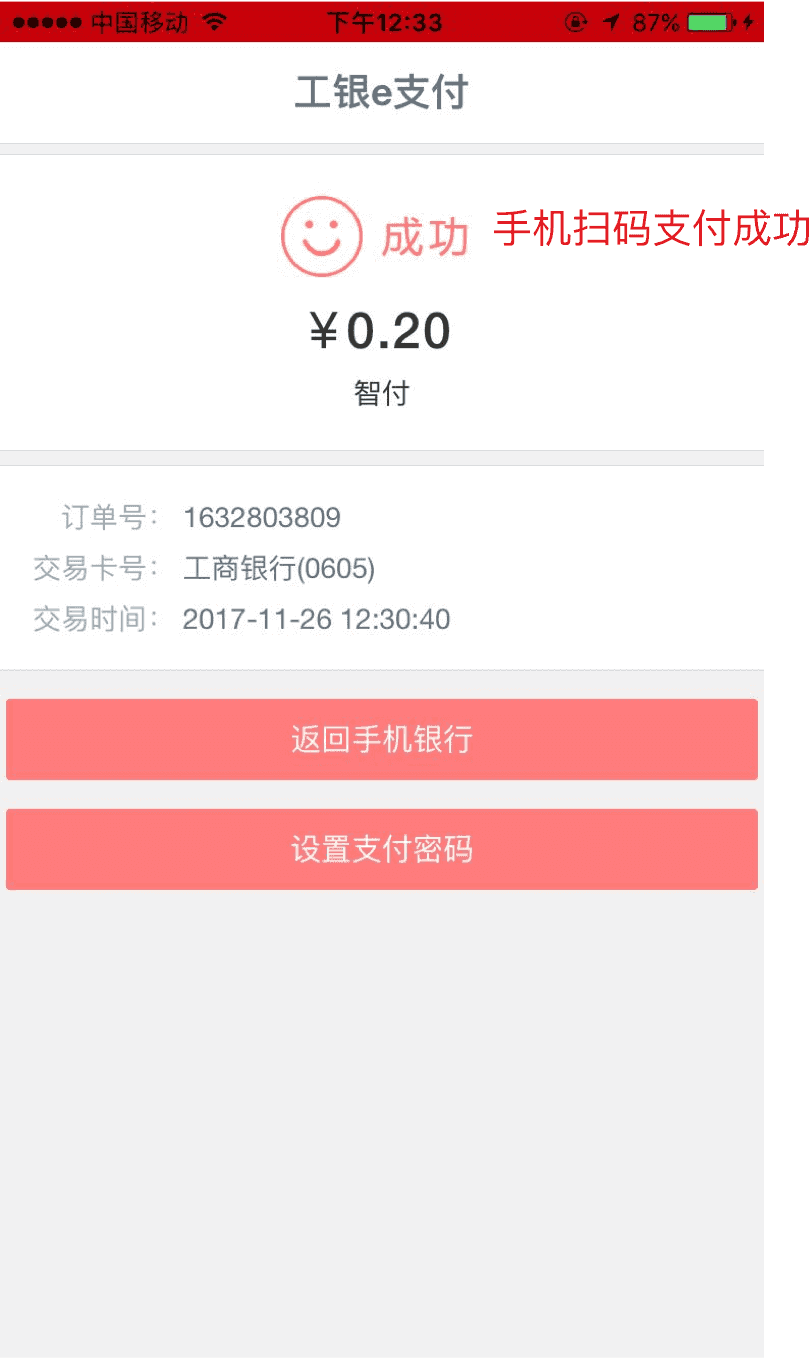 中国移动 下午12:33 87%
工银e支付
成功 手机扫码支付成功
¥0.20
智付
订单号： 1632803809
交易卡号： 工商银行(0605)
交易时间： 2017-11-26 12:30:40
返回手机银行
设置支付密码